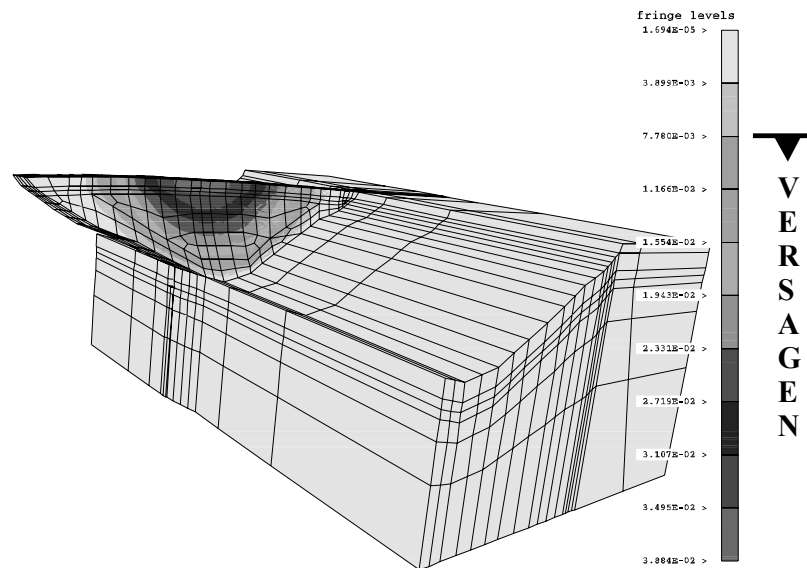 fringe levels
1.694E-05 >
3.899E-03 >
7.780E-03 >
1.166E-02 >
1.554E-02 >
1.943E-02 >
2.331E-02 >
2.719E-02 >
3.107E-02 >
3.495E-02 >
3.884E-02 >
VERSAGEN